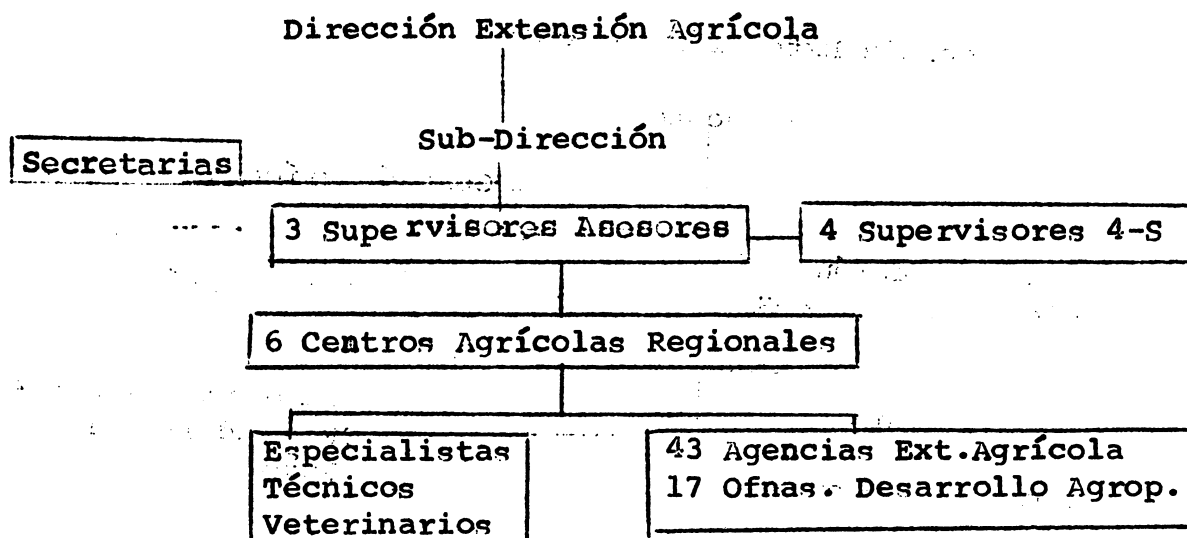 Dirección Extensión Agrícola
Sub-Dirección
Secretarias
3 Supervisores Asesores
4 Supervisores 4-S
6 Centros Agrícolas Regionales
Especialistas
Técnicos
Veterinarios
43 Agencias Ext.Agrícola
17 Ofnas. Desarrollo Agrop.